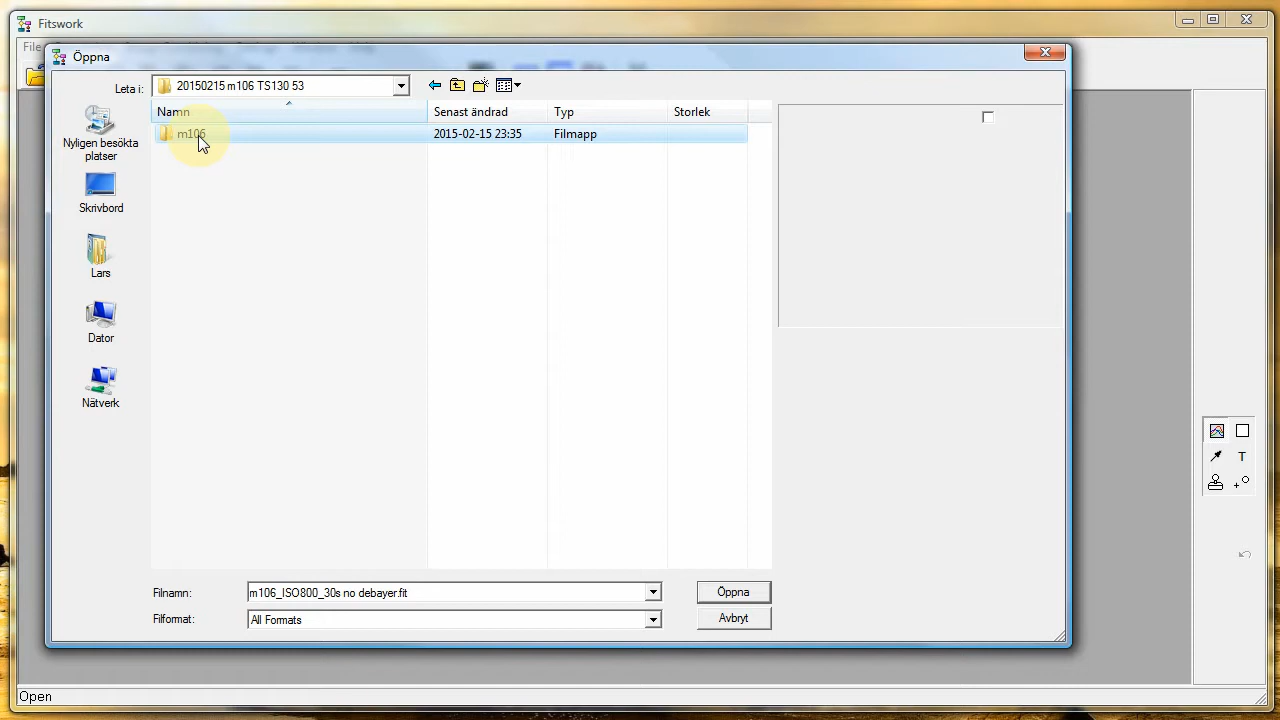 Fitswork
File
Öppna
Leta i:
20150215 m106 TS130 53
Namn
Senast ändrad
Typ
Storlek
m106
2015-02-15 23:35
Filmapp
Nyligen besökta
platser
Skrivbord
Lars
Dator
Nätverk
T
Filnamn:
m106_ISO800_30s no debayer.fit
Öppna
Filformat:
All Formats
Avbryt
Open